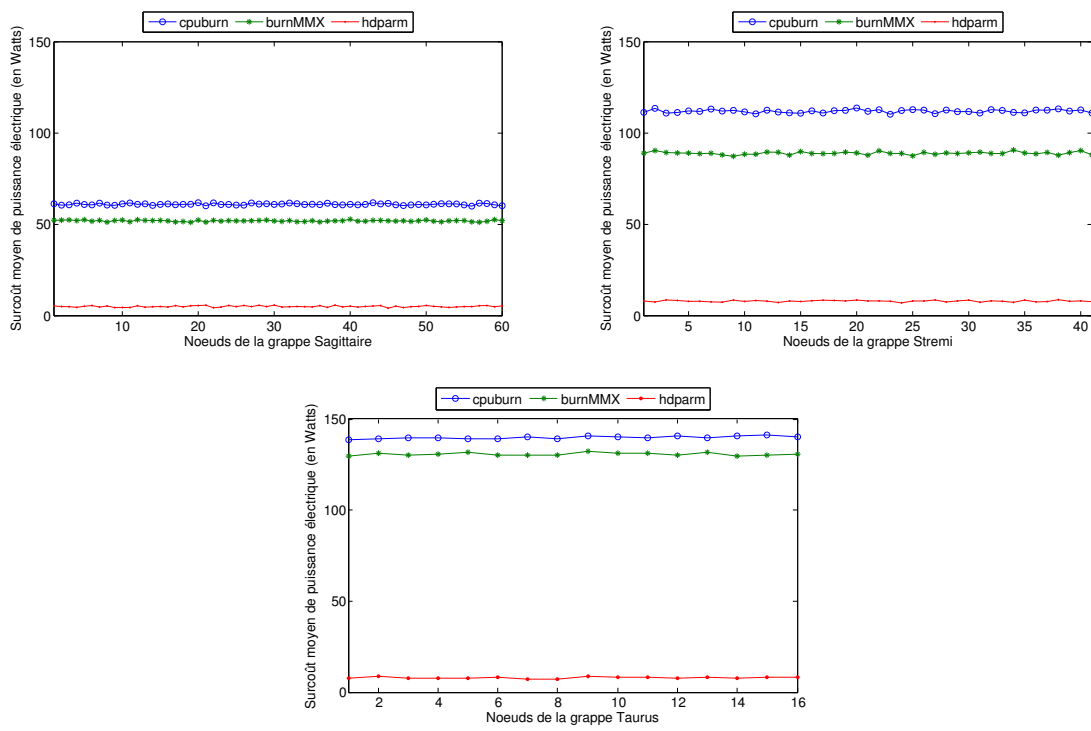 cpuburn burnMMX hdparm
150
100
50
0
Surcoût moyen de puissance électrique (en Watts)
10 20 30 40 50 60
Noeuds de la grappe Sagittaire
cpuburn burnMMX hdparm
150
100
50
0
Surcoût moyen de puissance électrique (en Watts)
5 10 15 20 25 30 35 40
Noeuds de la grappe Stremi
cpuburn burnMMX hdparm
150
100
50
0
Surcoût moyen de puissance électrique (en Watts)
2 4 6 8 10 12 14 16
Noeuds de la grappe Taurus